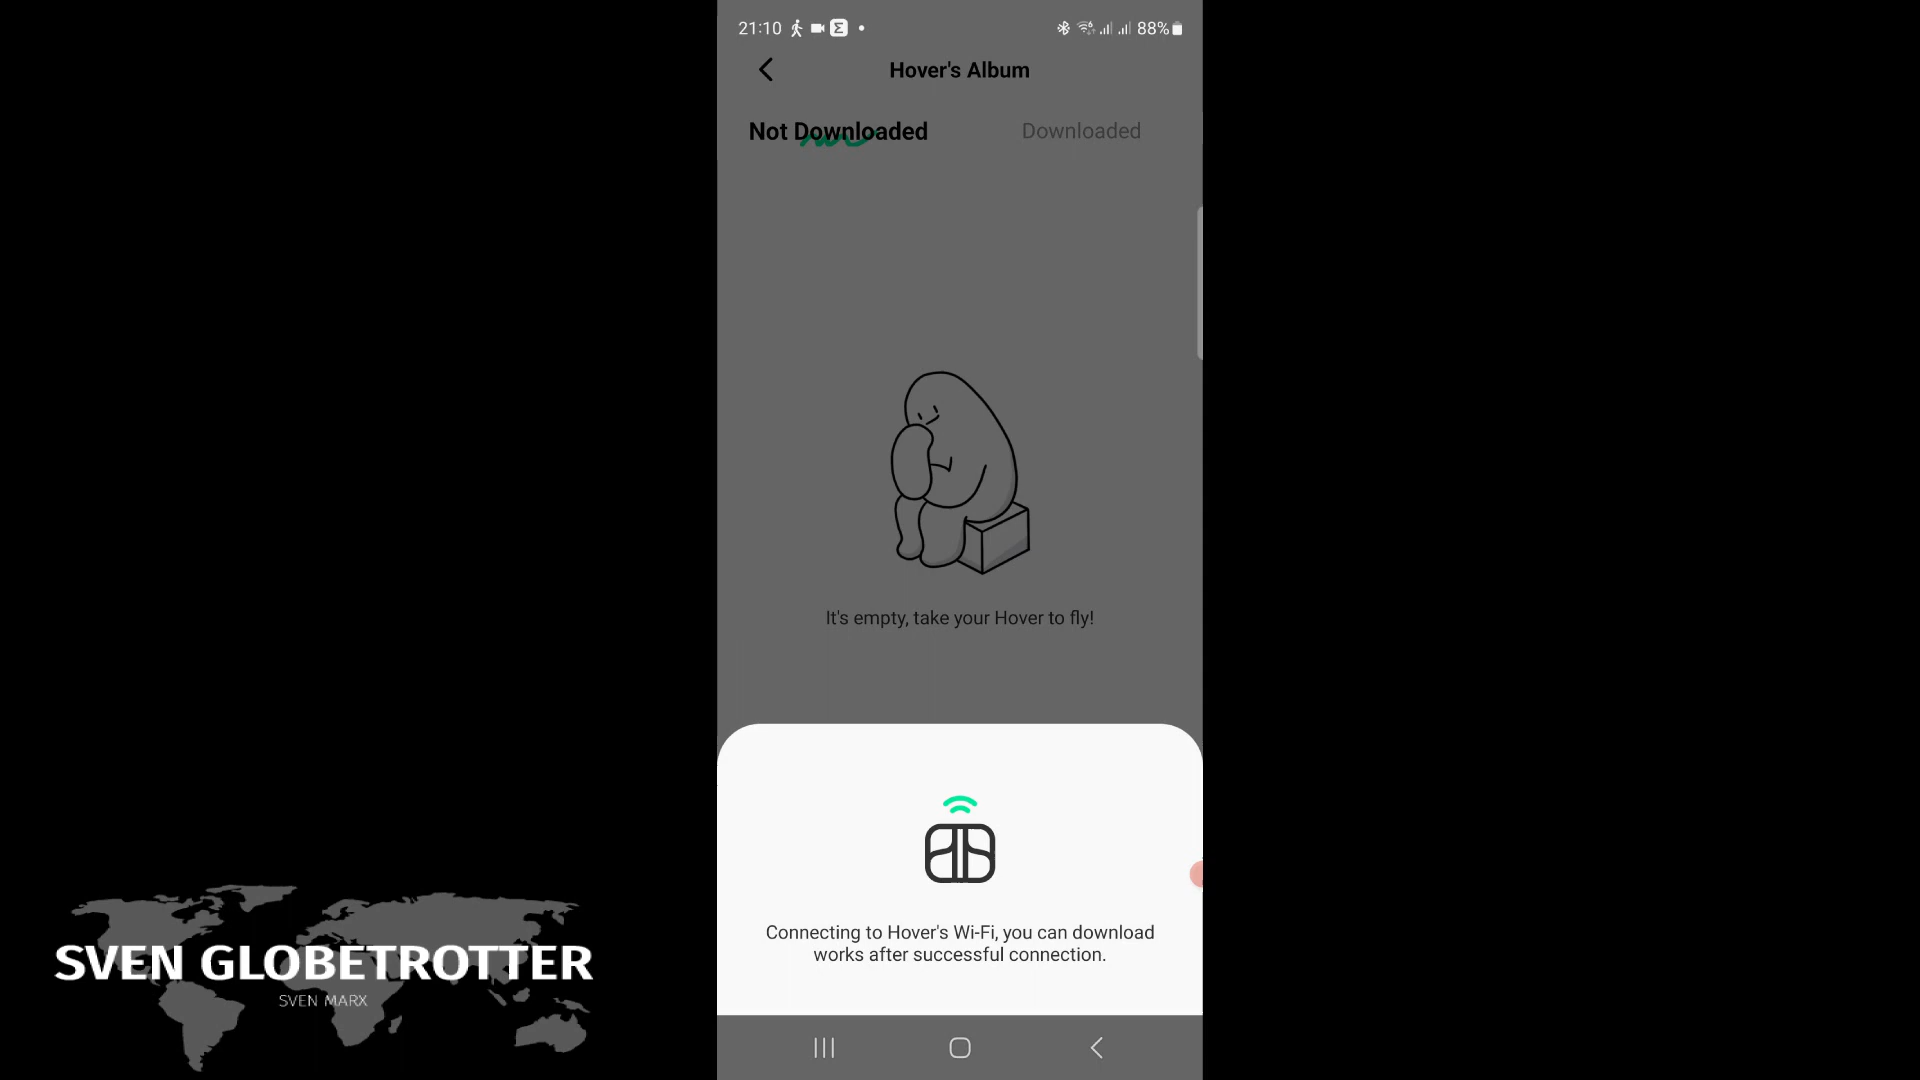 21:10
88%
Hover's Album
Not Downloaded
Downloaded
It's empty, take your Hover to fly!
Connecting to Hover's Wi-Fi, you can download
works after successful connection.
SVEN GLOBETROTTER
SVEN MARX